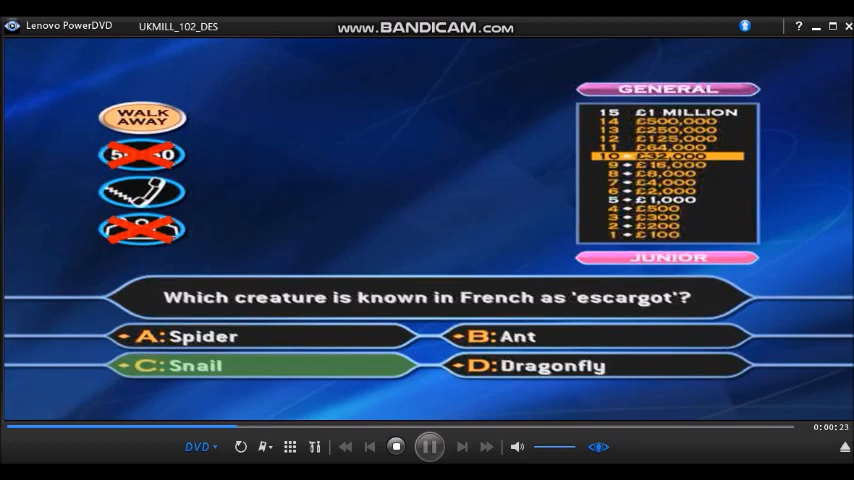 Lenovo PowerDVD
UKMILL_102_DES
WWW.BANDICAM.COM
?
WALK
AWAY
GENERAL
15 £1 MILLION
14 £500,000
13 £250,000
12 £125,000
11 £64,000
10 £32,000
9 £16,000
8 £8,000
7 £4,000
6 £2,000
5 £1,000
4 £500
3 £300
2 £200
1 £100
JUNIOR
Which creature is known in French as 'escargot'?
A: Spider
B: Ant
C: Snail
D: Dragonfly
0:00:23
DVD